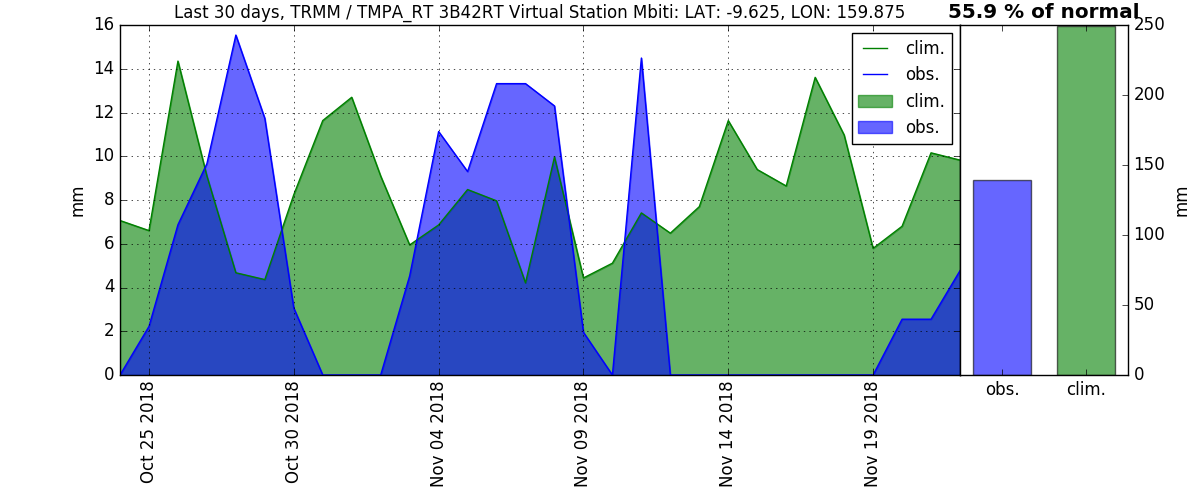 Last 30 days, TRMM / TMPA_RT 3B42RT Virtual Station Mbiti: LAT: -9.625, LON: 159.875
55.9 % of normal
16
14
12
10
8
6
4
2
0
mm
clim.
obs.
clim.
obs.
Oct 25 2018
Oct 30 2018
Nov 04 2018
Nov 09 2018
Nov 14 2018
Nov 19 2018
250
200
150
100
50
0
mm
obs.
clim.